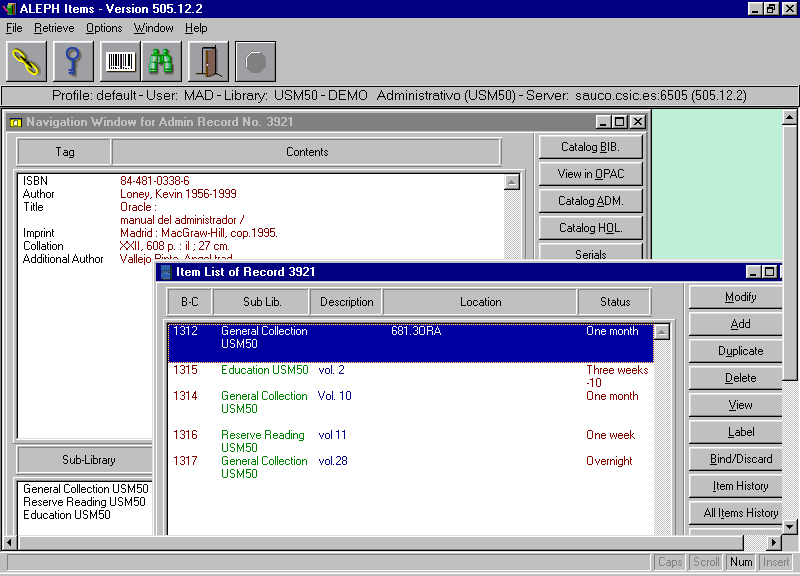 ALEPH Items - Version 505.12.2
File Retrieve Options Window Help
Profile: default - User: MAD - Library: USM50 - DEMO Administrativo (USM50) - Server: sauco.csic.es:6505 (505.12.2)
Navigation Window for Admin Record No. 3921
Tag Contents
ISBN 84-481-0338-6
Author Loney, Kevin 1956-1999
Title Oracle :
manual del administrador /
Imprint Madrid : MacGraw-Hill, cop.1995.
Collation XXII, 608 p. : il ; 27 cm.
Additional Author Vallejo Pinto, Angel trad.
Catalog BIB.
View in OPAC
Catalog ADM.
Catalog HOL.
Serials
Sub-Library
General Collection USM50
Reserve Reading USM50
Education USM50
Item List of Record 3921
B-C Sub Lib. Description Location Status
1312 General Collection 681.3ORA One month
USM50
1315 Education USM50 vol. 2 Three weeks
-10
1314 General Collection Vol. 10 One month
USM50
1316 Reserve Reading vol 11 One week
USM50
1317 General Collection vol.28 Overnight
USM50
Modify
Add
Duplicate
Delete
View
Label
Bind/Discard
Item History
All Items History
Caps Scroll Num Insert